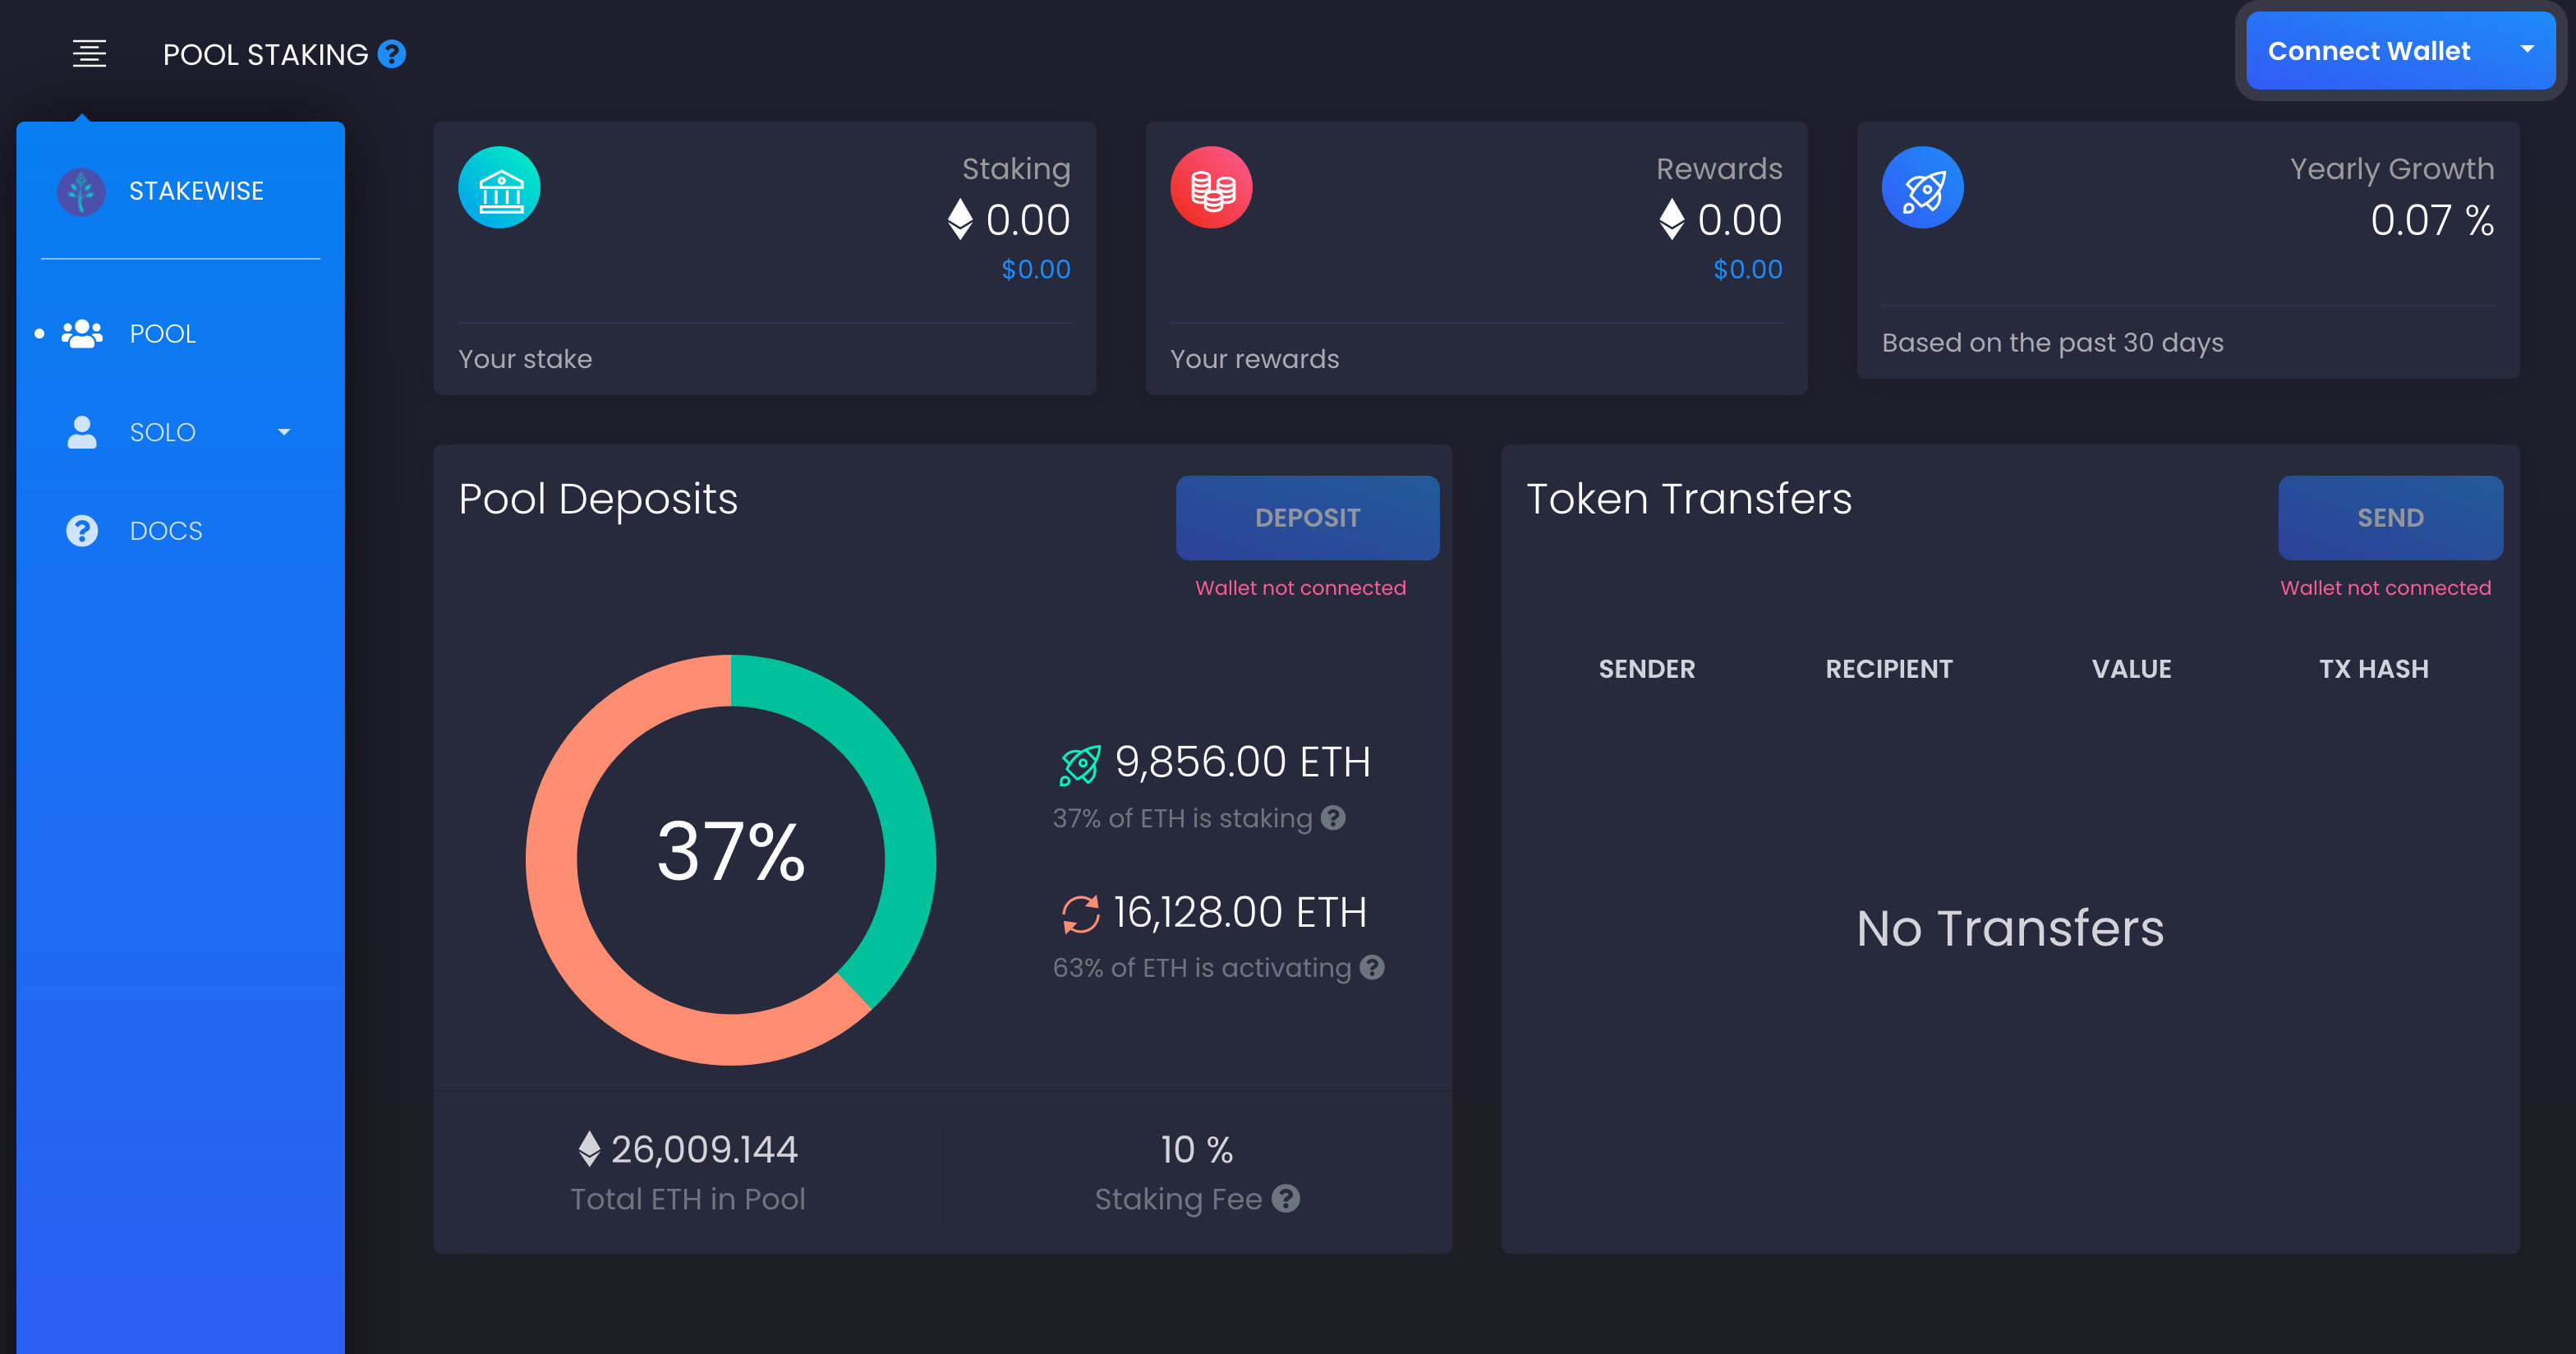 POOL STAKING
Connect Wallet
STAKEWISE
POOL
SOLO
DOCS
Staking
0.00
$0.00
Your stake
Rewards
0.00
$0.00
Your rewards
Yearly Growth
0.07 %
Based on the past 30 days
Pool Deposits
DEPOSIT
Wallet not connected
37%
9,856.00 ETH
37% of ETH is staking
16,128.00 ETH
63% of ETH is activating
26,009.144
Total ETH in Pool
10 %
Staking Fee
Token Transfers
SEND
Wallet not connected
SENDER RECIPIENT VALUE TX HASH
No Transfers